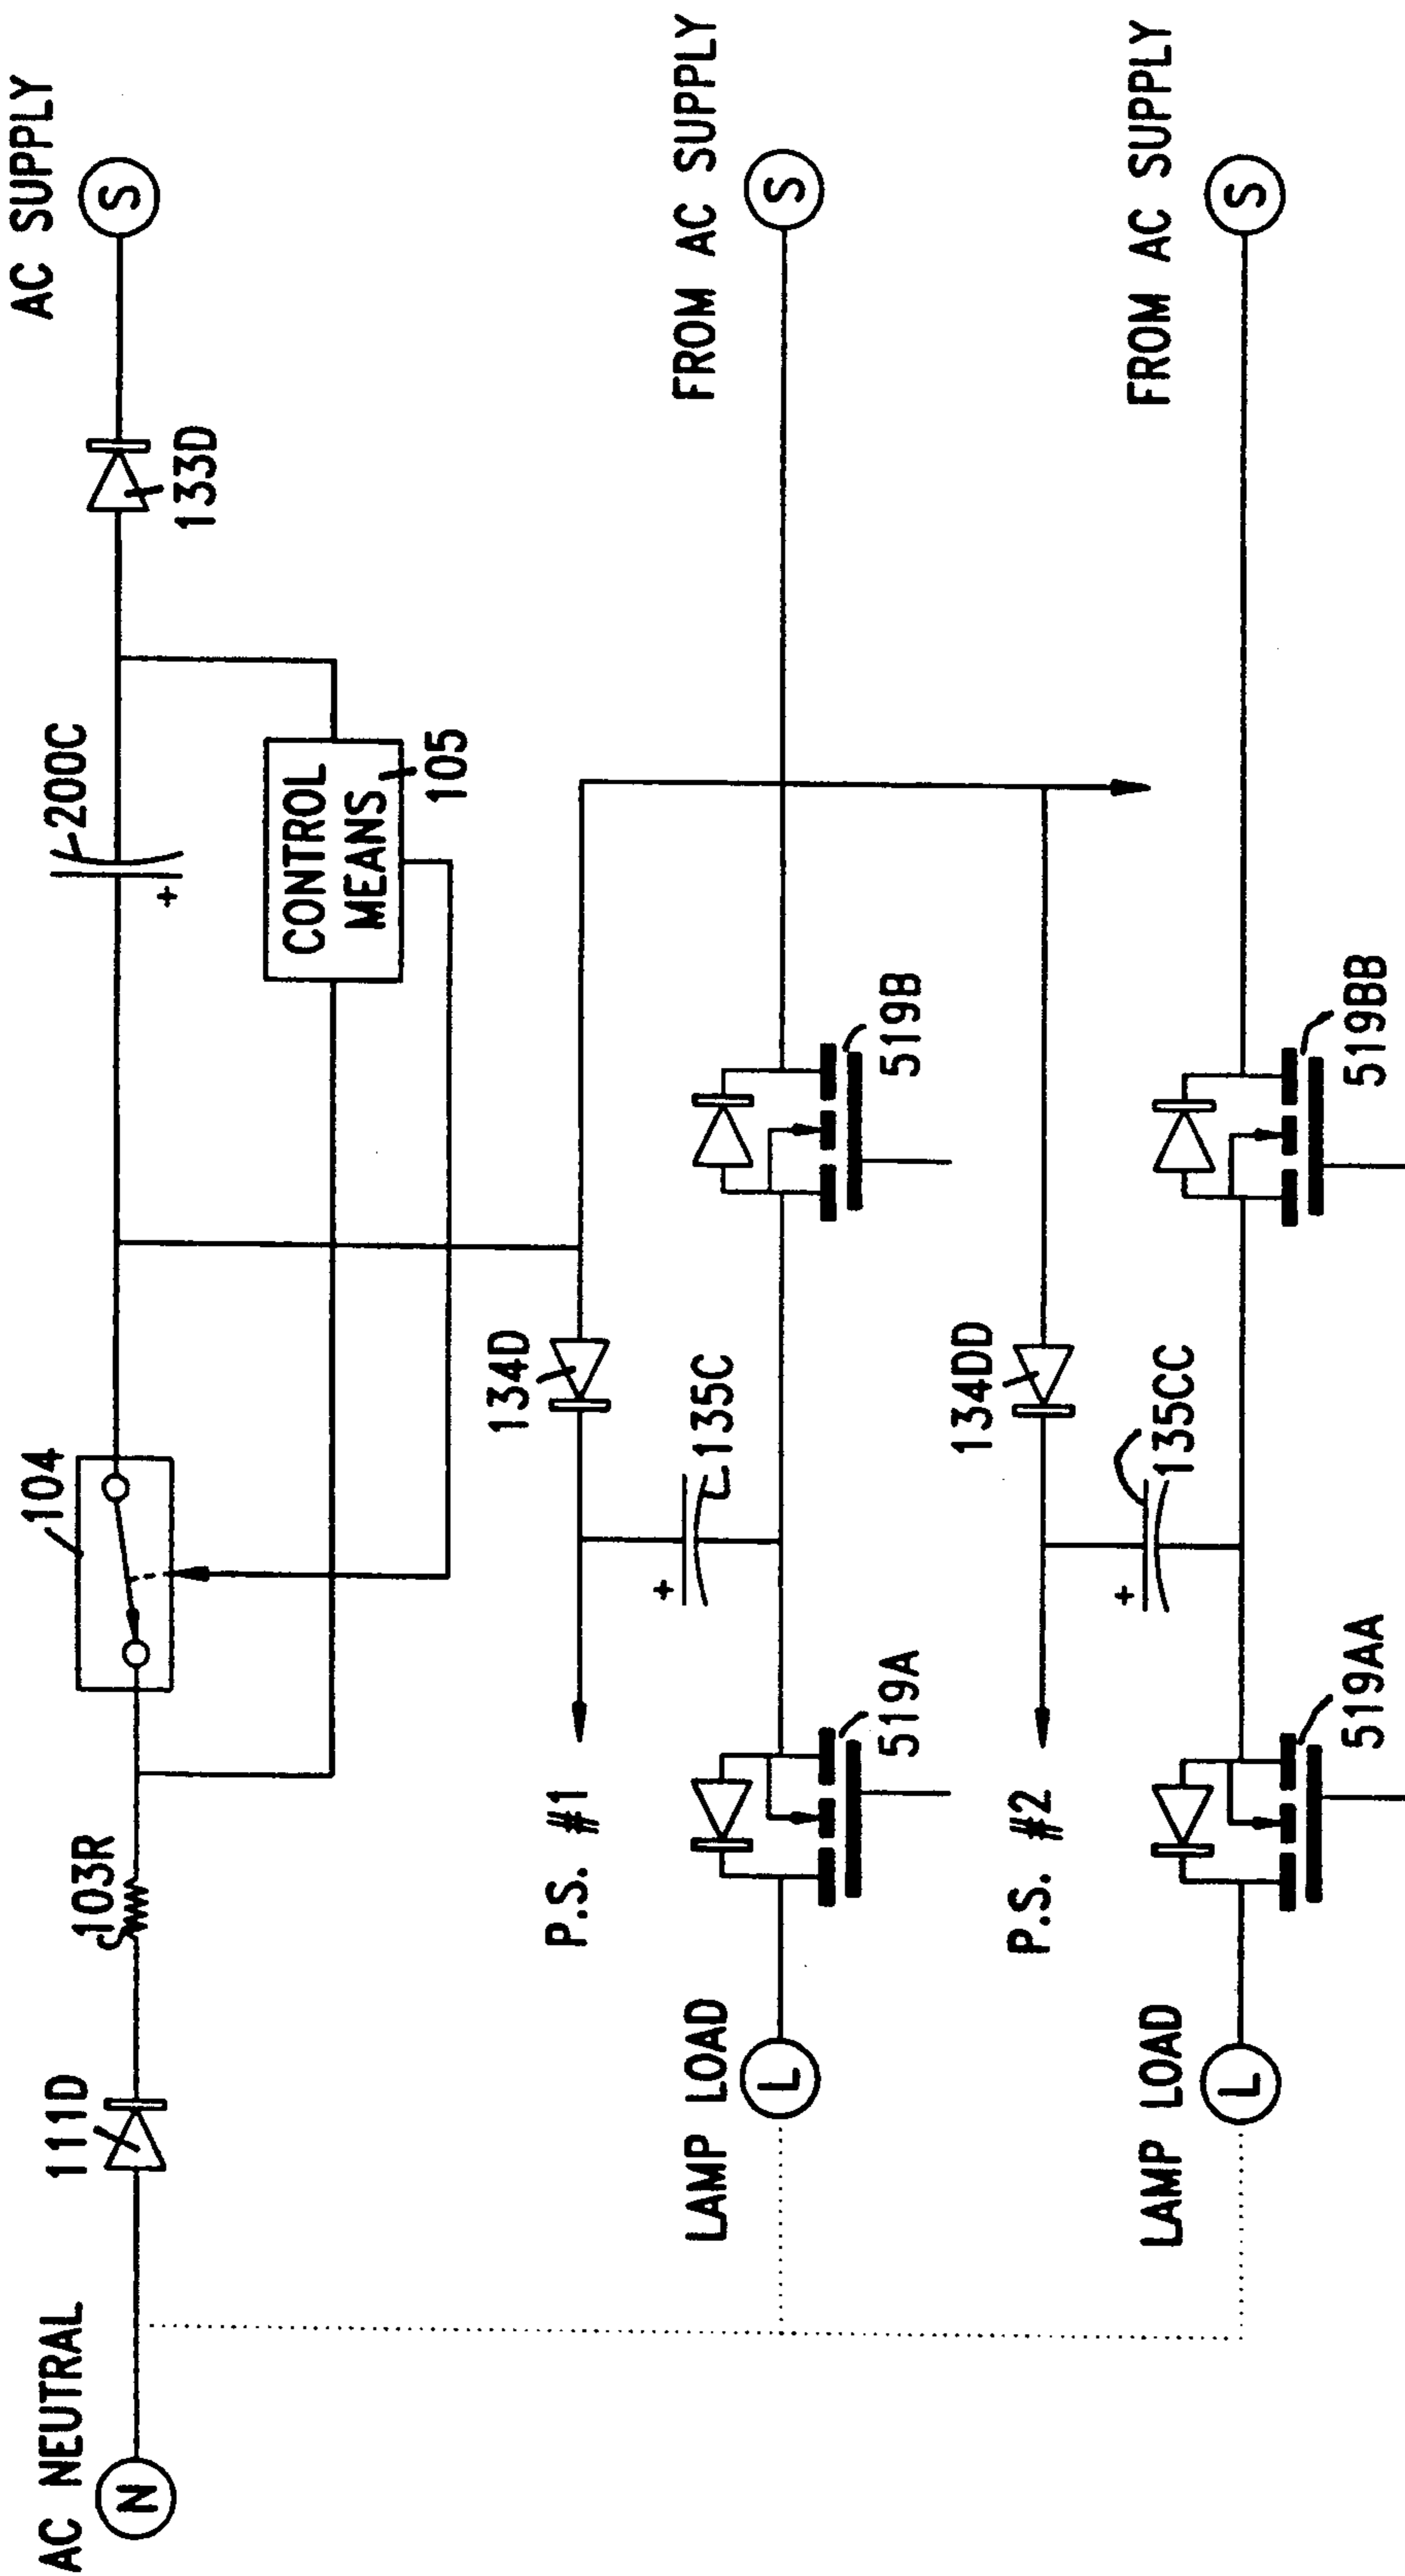 AC NEUTRAL
N
111D
103R
104
200C
+
133D
AC SUPPLY
S
CONTROL
MEANS
105
134D
P.S. #1
+
135C
LAMP LOAD
L
519A
519B
FROM AC SUPPLY
S
134DD
P.S. #2
+
135CC
LAMP LOAD
L
519AA
519BB
FROM AC SUPPLY
S